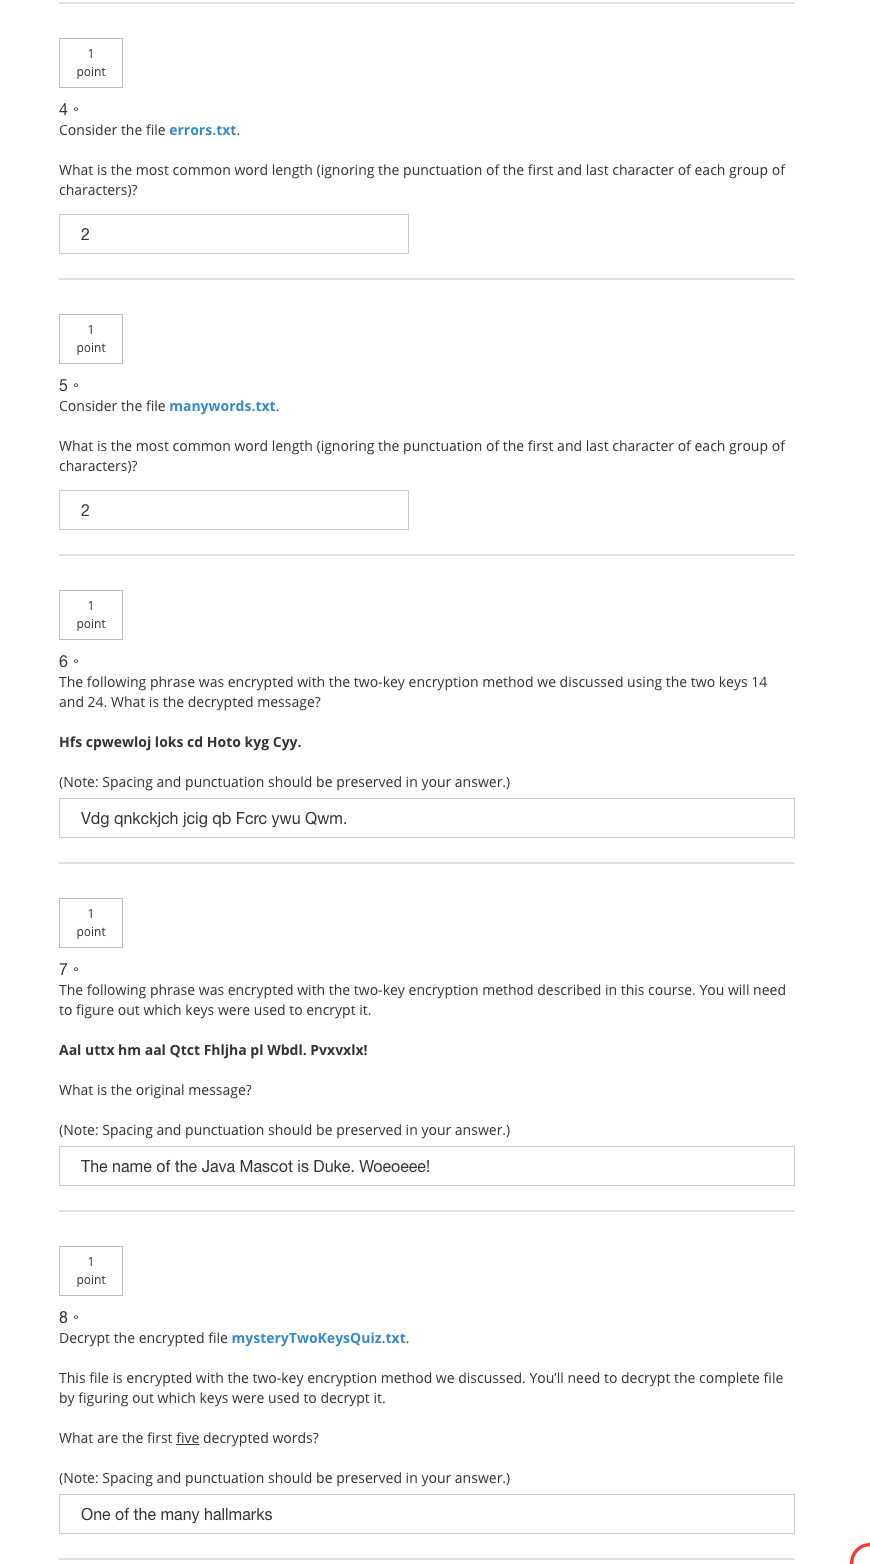 1
point
4 °
Consider the file errors.txt.
What is the most common word length (ignoring the punctuation of the first and last character of each group of
characters)?
2
1
point
5 °
Consider the file manywords.txt.
What is the most common word length (ignoring the punctuation of the first and last character of each group of
characters)?
2
1
point
6 °
The following phrase was encrypted with the two-key encryption method we discussed using the two keys 14
and 24. What is the decrypted message?
Hfs cpwewloj loks cd Hoto kyg Cyy.
(Note: Spacing and punctuation should be preserved in your answer.)
Vdg qnkckjch jcig qb Fcrc ywu Qwm.
1
point
7 °
The following phrase was encrypted with the two-key encryption method described in this course. You will need
to figure out which keys were used to encrypt it.
Aal uttx hm aal Qtct Fhljha pl Wbdl. Pvxvxlx!
What is the original message?
(Note: Spacing and punctuation should be preserved in your answer.)
The name of the Java Mascot is Duke. Woeoeee!
1
point
8 °
Decrypt the encrypted file mysteryTwoKeysQuiz.txt.
This file is encrypted with the two-key encryption method we discussed. You’ll need to decrypt the complete file
by figuring out which keys were used to decrypt it.
What are the first five decrypted words?
(Note: Spacing and punctuation should be preserved in your answer.)
One of the many hallmarks